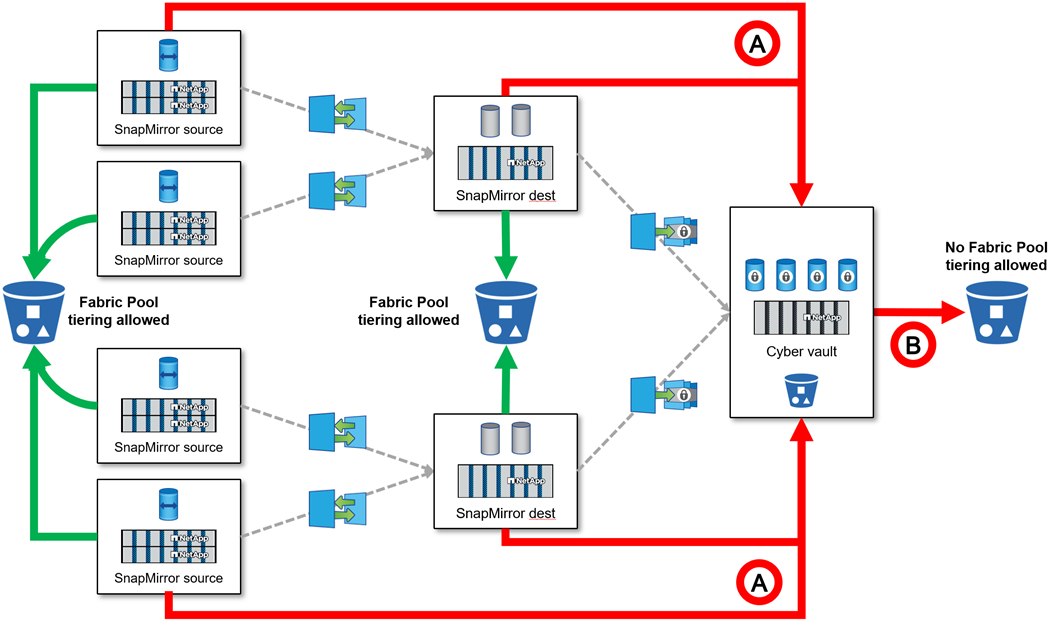 A
NetApp
NetApp
SnapMirror source
NetApp
SnapMirror dest
NetApp
NetApp
SnapMirror source
No Fabric Pool
tiering allowed
Fabric Pool
tiering allowed
Fabric Pool
tiering allowed
NetApp
Cyber vault
B
NetApp
NetApp
SnapMirror source
NetApp
SnapMirror dest
NetApp
NetApp
SnapMirror source
A